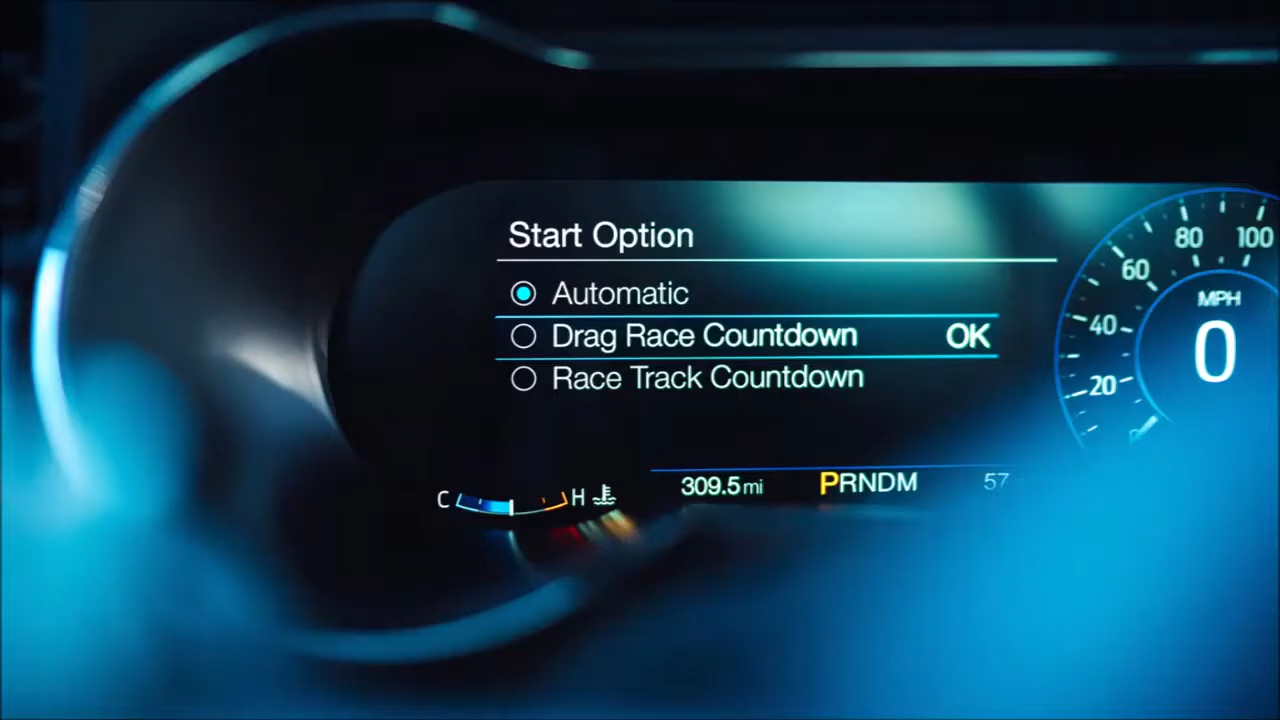 Start Option
Automatic
Drag Race Countdown OK
Race Track Countdown
20 40 60 80 100
MPH
0
C H
309.5 mi PRNDM 57